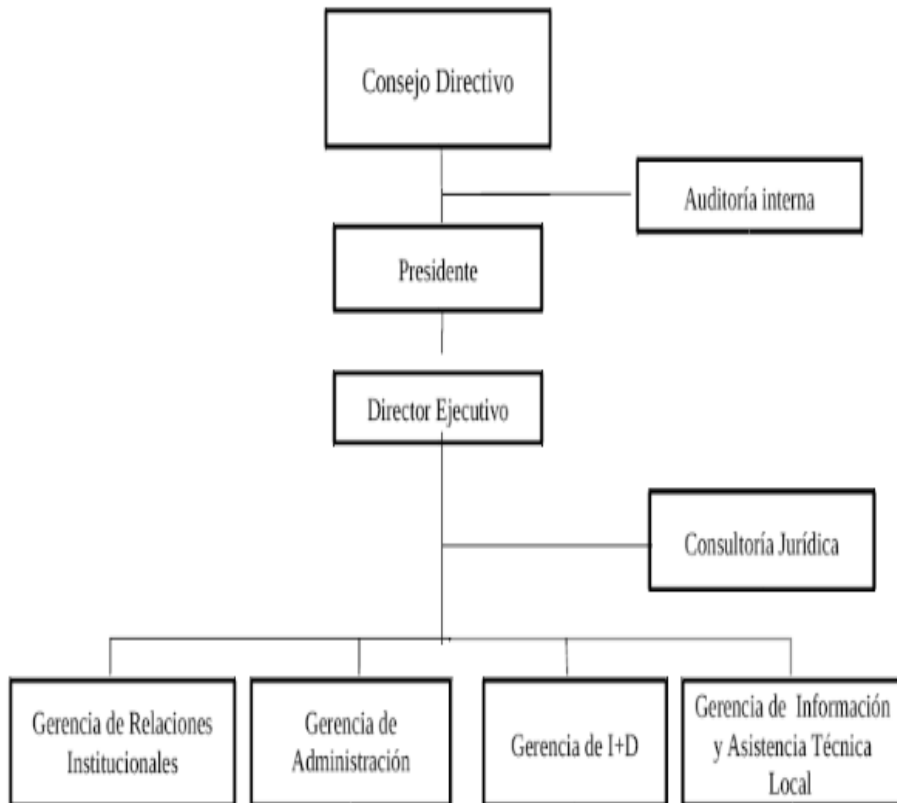 Consejo Directivo
Auditoría interna
Presidente
Director Ejecutivo
Consultoría Jurídica
Gerencia de Relaciones
Institucionales
Gerencia de
Administración
Gerencia de I+D
Gerencia de Información
y Asistencia Técnica
Local